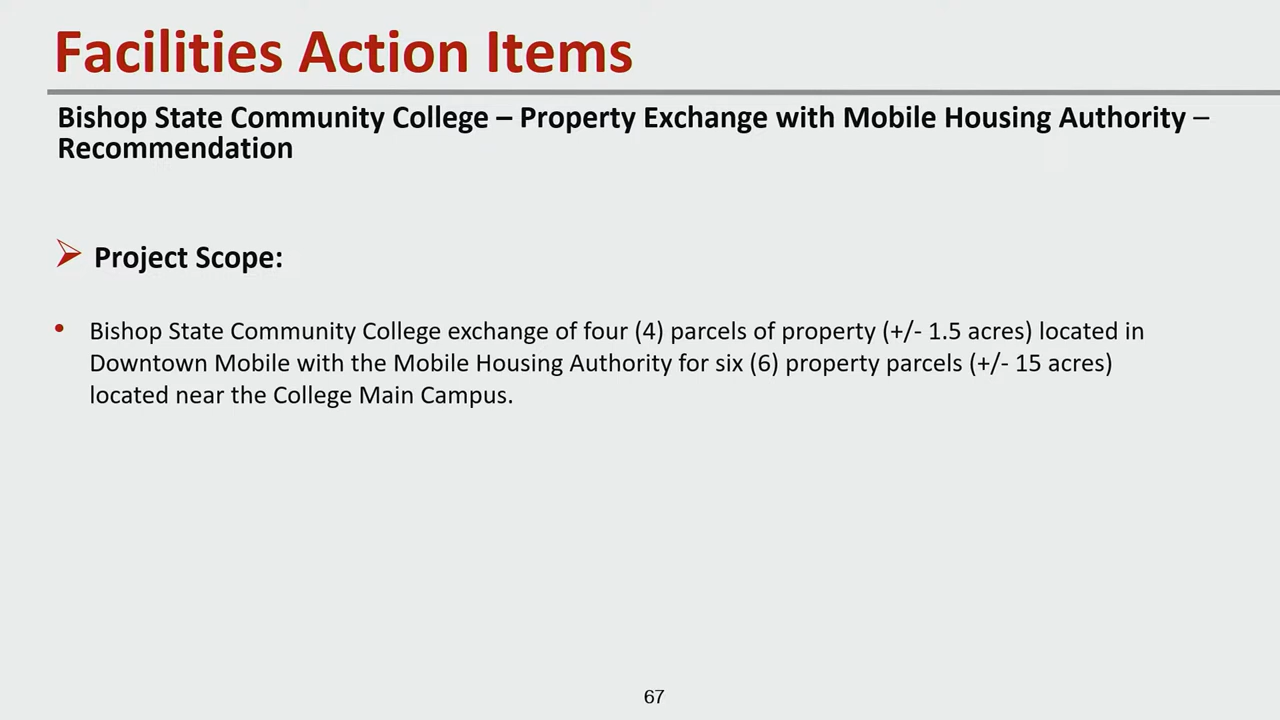 Facilities Action Items
Bishop State Community College – Property Exchange with Mobile Housing Authority –
Recommendation
➢ Project Scope:
• Bishop State Community College exchange of four (4) parcels of property (+/- 1.5 acres) located in
Downtown Mobile with the Mobile Housing Authority for six (6) property parcels (+/- 15 acres)
located near the College Main Campus.
67